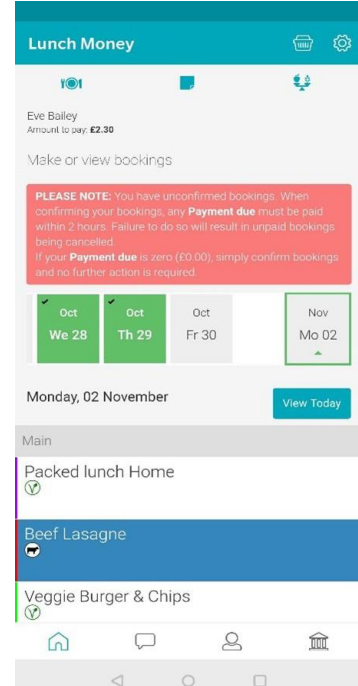 Lunch Money
Eve Bailey
Amount to pay: £2.30
Make or view bookings
PLEASE NOTE: You have unconfirmed bookings. When
confirming your bookings, any Payment due must be paid
within 2 hours. Failure to do so will result in unpaid bookings
being cancelled.
If your Payment due is zero (£0.00), simply confirm bookings
and no further action is required.
Oct Oct Oct Nov
We 28 Th 29 Fr 30 Mo 02
Monday, 02 November
View Today
Main
Packed lunch Home
Beef Lasagne
Veggie Burger & Chips